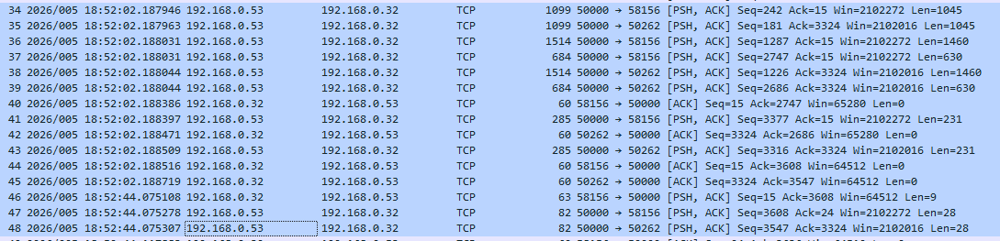 34 2026/005 18:52:02.187946 192.168.0.53 192.168.0.32 TCP 1099 50000 → 58156 [PSH, ACK] Seq=242 Ack=15 Win=2102272 Len=1045
35 2026/005 18:52:02.187963 192.168.0.53 192.168.0.32 TCP 1099 50000 → 50262 [PSH, ACK] Seq=181 Ack=3324 Win=2102016 Len=1045
36 2026/005 18:52:02.188031 192.168.0.53 192.168.0.32 TCP 1514 50000 → 58156 [PSH, ACK] Seq=1287 Ack=15 Win=2102272 Len=1460
37 2026/005 18:52:02.188031 192.168.0.53 192.168.0.32 TCP 684 50000 → 58156 [PSH, ACK] Seq=2747 Ack=15 Win=2102272 Len=630
38 2026/005 18:52:02.188044 192.168.0.53 192.168.0.32 TCP 1514 50000 → 50262 [PSH, ACK] Seq=1226 Ack=3324 Win=2102016 Len=1460
39 2026/005 18:52:02.188044 192.168.0.53 192.168.0.32 TCP 684 50000 → 50262 [PSH, ACK] Seq=2686 Ack=3324 Win=2102016 Len=630
40 2026/005 18:52:02.188386 192.168.0.32 192.168.0.53 TCP 60 58156 → 50000 [ACK] Seq=15 Ack=2747 Win=65280 Len=0
41 2026/005 18:52:02.188397 192.168.0.53 192.168.0.32 TCP 285 50000 → 58156 [PSH, ACK] Seq=3377 Ack=15 Win=2102272 Len=231
42 2026/005 18:52:02.188471 192.168.0.32 192.168.0.53 TCP 60 50262 → 50000 [ACK] Seq=3324 Ack=2686 Win=65280 Len=0
43 2026/005 18:52:02.188509 192.168.0.53 192.168.0.32 TCP 285 50000 → 50262 [PSH, ACK] Seq=3316 Ack=3324 Win=2102016 Len=231
44 2026/005 18:52:02.188516 192.168.0.32 192.168.0.53 TCP 60 58156 → 50000 [ACK] Seq=15 Ack=3608 Win=64512 Len=0
45 2026/005 18:52:02.188719 192.168.0.32 192.168.0.53 TCP 60 50262 → 50000 [ACK] Seq=3324 Ack=3547 Win=64512 Len=0
46 2026/005 18:52:44.075108 192.168.0.32 192.168.0.53 TCP 63 58156 → 50000 [PSH, ACK] Seq=15 Ack=3608 Win=64512 Len=9
47 2026/005 18:52:44.075278 192.168.0.53 192.168.0.32 TCP 82 50000 → 58156 [PSH, ACK] Seq=3608 Ack=24 Win=2102272 Len=28
48 2026/005 18:52:44.075307 192.168.0.53 192.168.0.32 TCP 82 50000 → 50262 [PSH, ACK] Seq=3547 Ack=3324 Win=2102016 Len=28